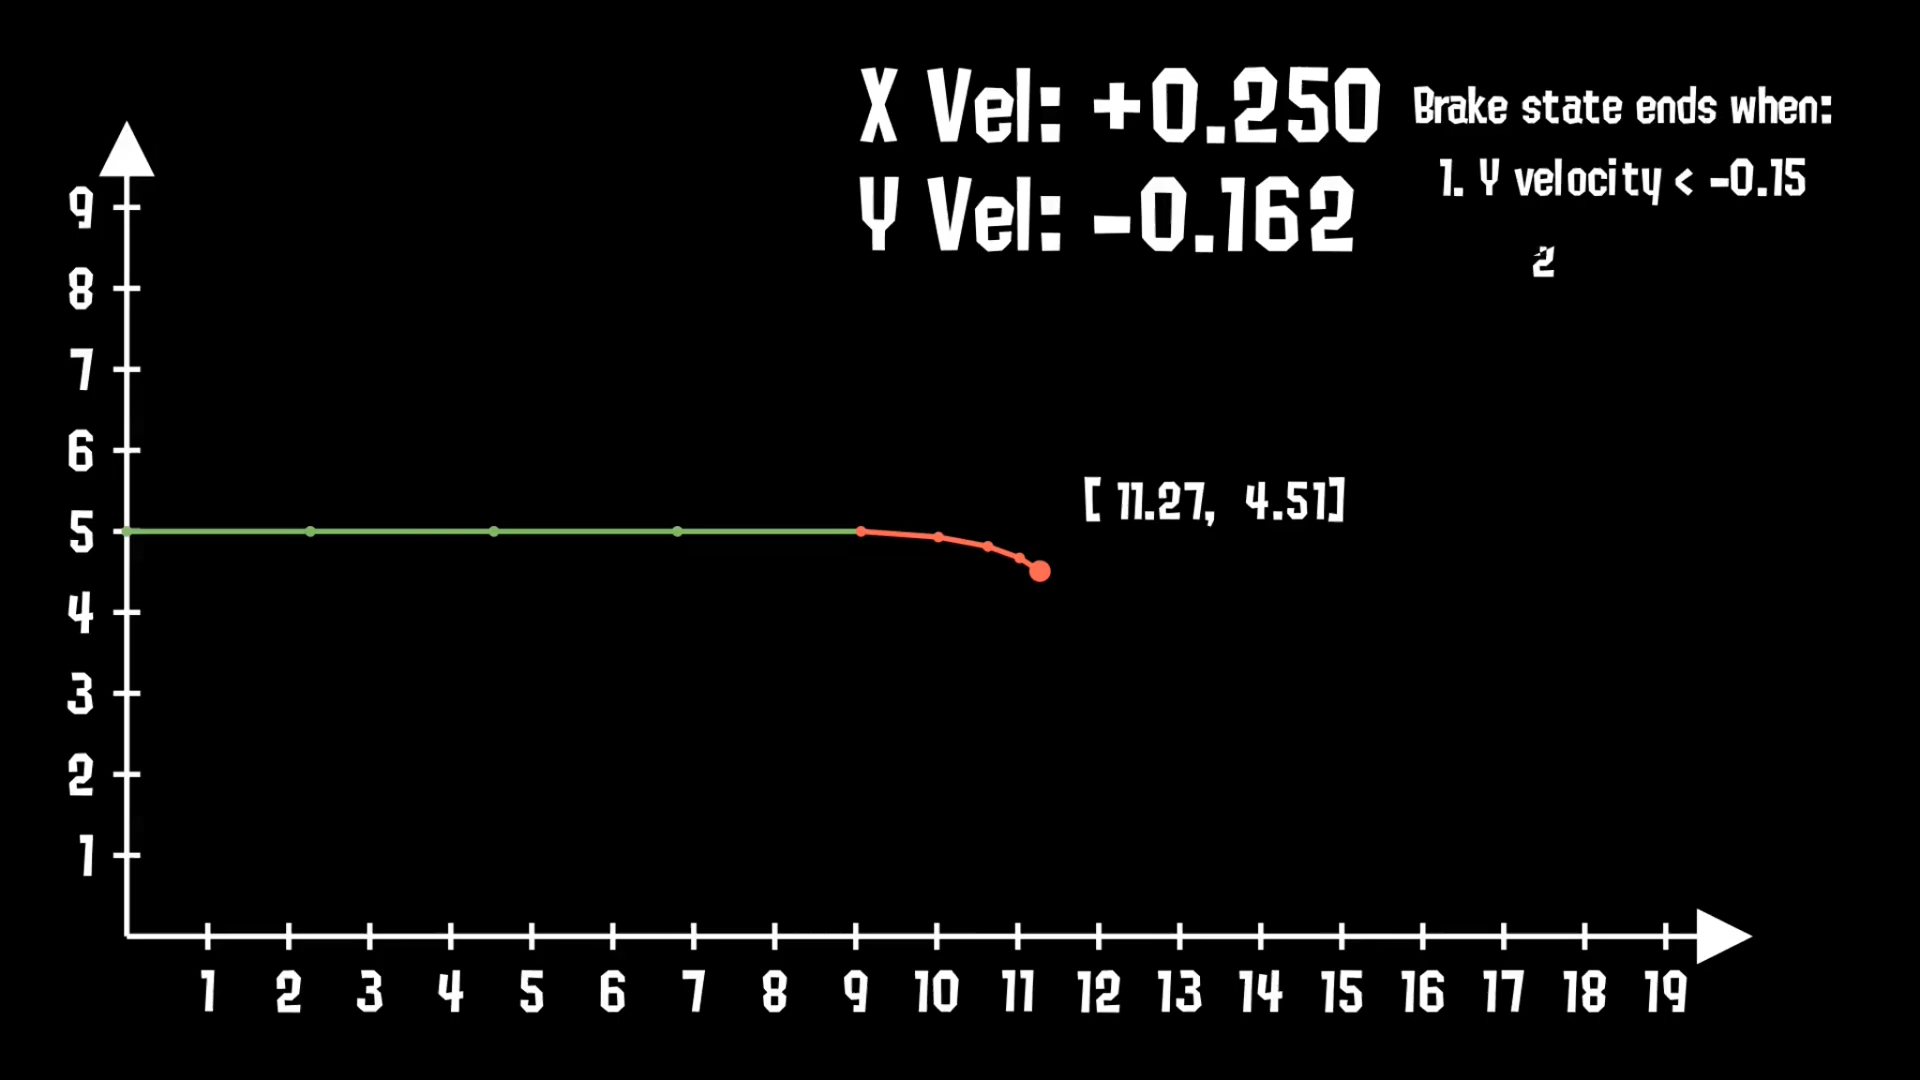 X Vel: +0.250
Y Vel: -0.162
Brake state ends when:
1. Y velocity < -0.15
2
[ 11.27, 4.51]
9
8
7
6
5
4
3
2
1
1 2 3 4 5 6 7 8 9 10 11 12 13 14 15 16 17 18 19